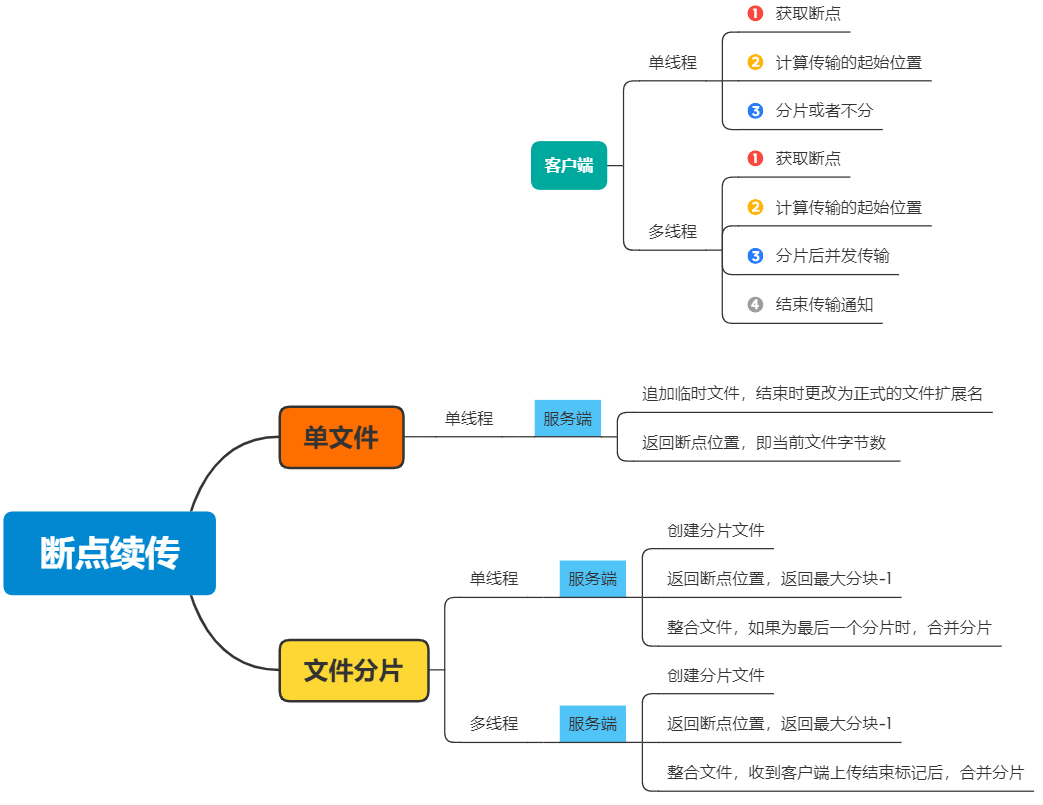 ❶ 获取断点
单线程
❷ 计算传输的起始位置
❸ 分片或者不分
客户端
❶ 获取断点
❷ 计算传输的起始位置
多线程
❸ 分片后并发传输
❹ 结束传输通知
追加临时文件，结束时更改为正式的文件扩展名
单文件
单线程
服务端
返回断点位置，即当前文件字节数
断点续传
创建分片文件
单线程
服务端
返回断点位置，返回最大分块-1
整合文件，如果为最后一个分片时，合并分片
文件分片
创建分片文件
多线程
服务端
返回断点位置，返回最大分块-1
整合文件，收到客户端上传结束标记后，合并分片